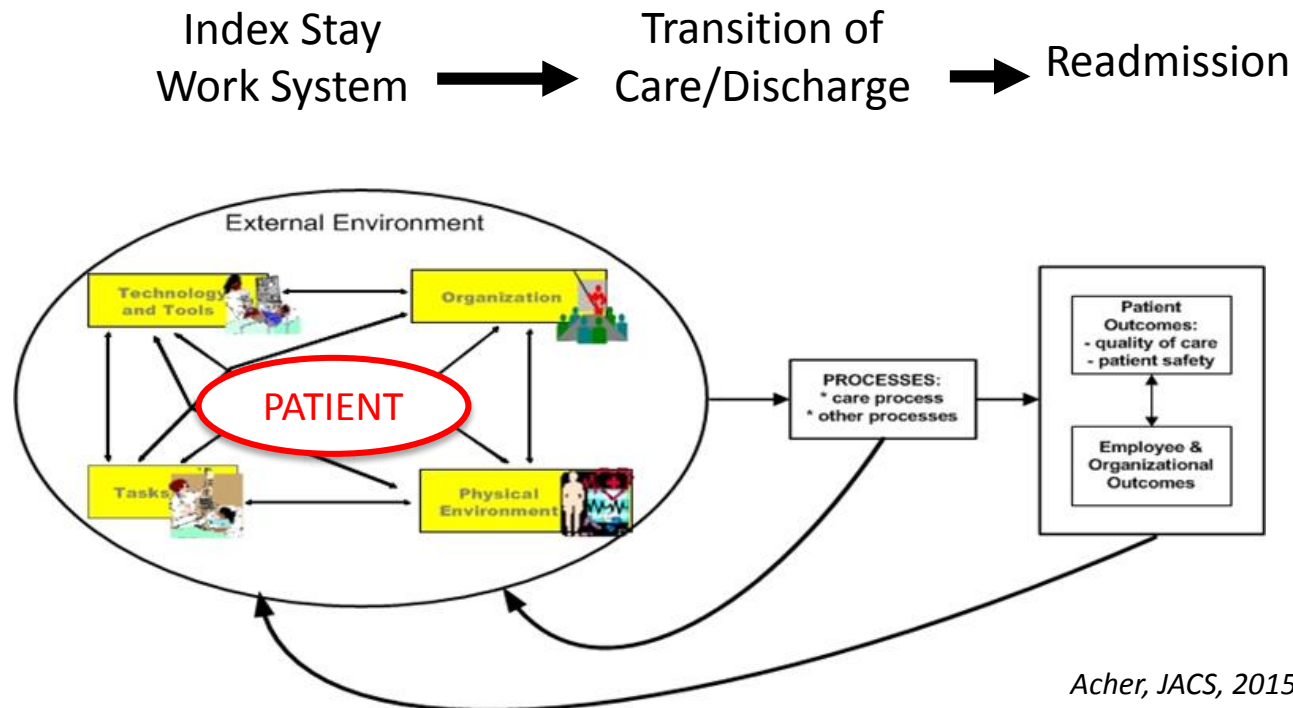 Index Stay
Work System
Transition of
Care/Discharge
Readmission
External Environment
Technology
and Tools
Organization
PATIENT
Tasks
Physical
Environment
PROCESSES:
* care process
* other processes
Patient
Outcomes:
- quality of care
- patient safety
Employee &
Organizational
Outcomes
Acher, JACS, 2015